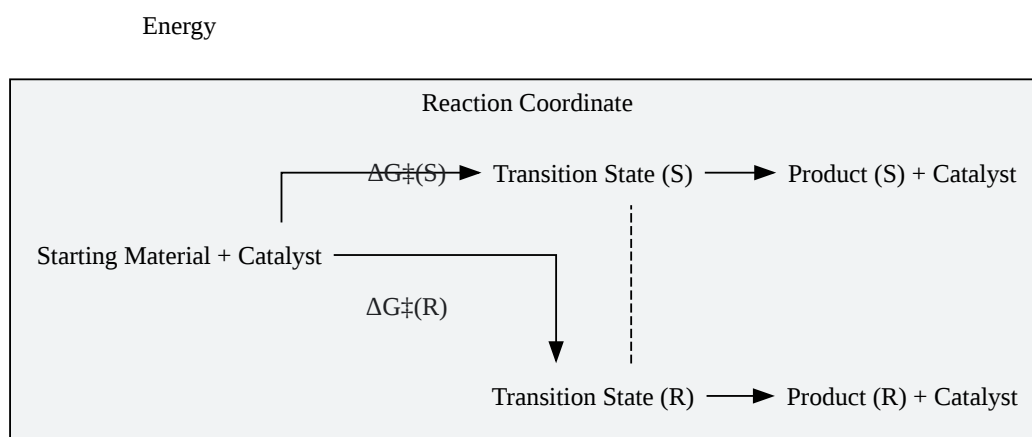 Energy
Reaction Coordinate
ΔG‡(S)
Transition State (S)
Product (S) + Catalyst
Starting Material + Catalyst
ΔG‡(R)
Transition State (R)
Product (R) + Catalyst